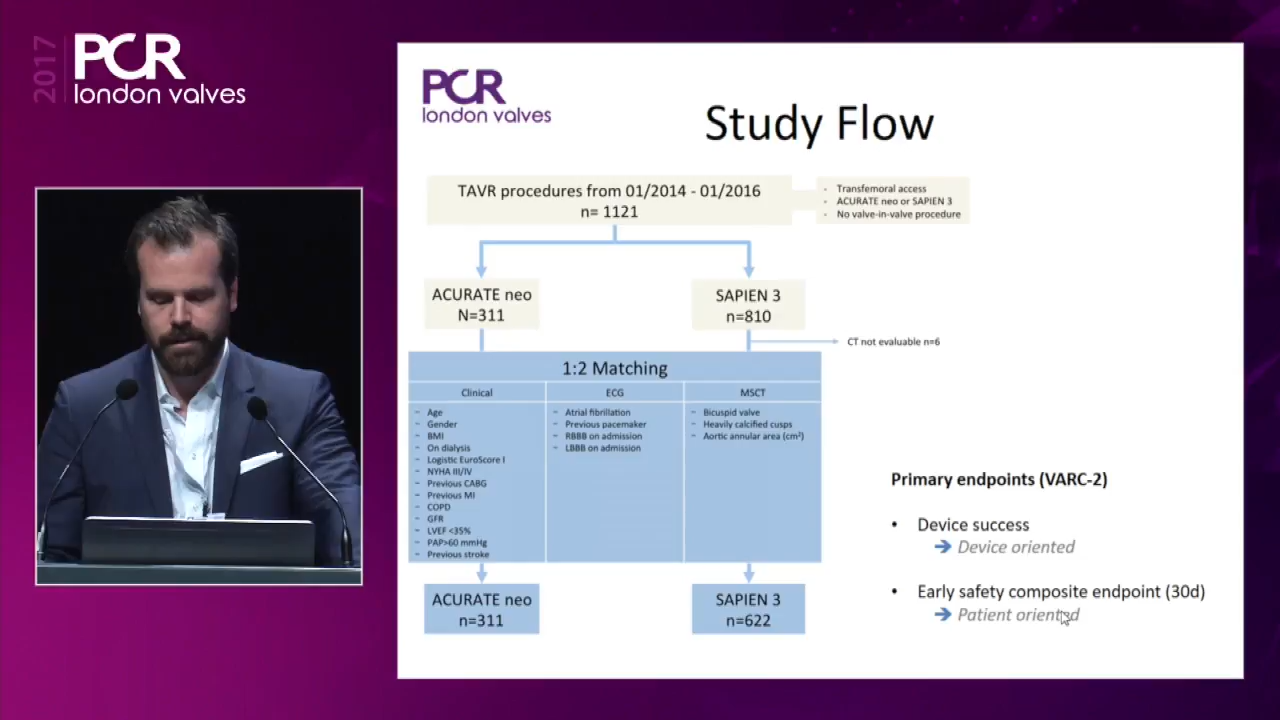 2017
PCR
london valves
PCR
london valves
Study Flow
TAVR procedures from 01/2014 - 01/2016
n= 1121
- Transfemoral access
- ACURATE neo or SAPIEN 3
- No valve-in-valve procedure
ACURATE neo
N=311
SAPIEN 3
n=810
CT not evaluable n=6
1:2 Matching
Clinical
- Age
- Gender
- BMI
- On dialysis
- Logistic EuroScore I
- NYHA III/IV
- Previous CABG
- Previous MI
- COPD
- GFR
- LVEF <35%
- PAP>60 mmHg
- Previous stroke
ECG
- Atrial fibrillation
- Previous pacemaker
- RBBB on admission
- LBBB on admission
MSCT
- Bicuspid valve
- Heavily calcified cusps
- Aortic annular area (cm²)
ACURATE neo
n=311
SAPIEN 3
n=622
Primary endpoints (VARC-2)
• Device success
➔ Device oriented
• Early safety composite endpoint (30d)
➔ Patient oriented